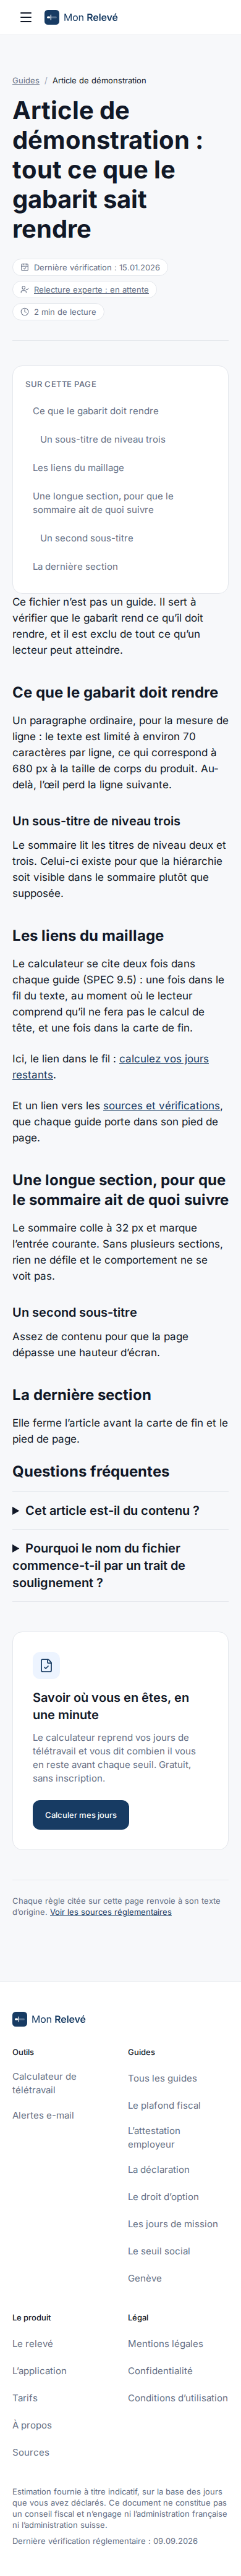 Mon Relevé
Guides / Article de démonstration
Article de
démonstration :
tout ce que le
gabarit sait
rendre
Dernière vérification : 15.01.2026
Relecture experte : en attente
2 min de lecture
SUR CETTE PAGE
Ce que le gabarit doit rendre
Un sous-titre de niveau trois
Les liens du maillage
Une longue section, pour que le
sommaire ait de quoi suivre
Un second sous-titre
La dernière section
Ce fichier n’est pas un guide. Il sert à
vérifier que le gabarit rend ce qu’il doit
rendre, et il est exclu de tout ce qu’un
lecteur peut atteindre.
Ce que le gabarit doit rendre
Un paragraphe ordinaire, pour la mesure de
ligne : le texte est limité à environ 70
caractères par ligne, ce qui correspond à
680 px à la taille de corps du produit. Au-
delà, l’œil perd la ligne suivante.
Un sous-titre de niveau trois
Le sommaire lit les titres de niveau deux et
trois. Celui-ci existe pour que la hiérarchie
soit visible dans le sommaire plutôt que
supposée.
Les liens du maillage
Le calculateur se cite deux fois dans
chaque guide (SPEC 9.5) : une fois dans le
fil du texte, au moment où le lecteur
comprend qu’il ne fera pas le calcul de
tête, et une fois dans la carte de fin.
Ici, le lien dans le fil : calculez vos jours
restants.
Et un lien vers les sources et vérifications,
que chaque guide porte dans son pied de
page.
Une longue section, pour que
le sommaire ait de quoi suivre
Le sommaire colle à 32 px et marque
l’entrée courante. Sans plusieurs sections,
rien ne défile et le comportement ne se
voit pas.
Un second sous-titre
Assez de contenu pour que la page
dépasse une hauteur d’écran.
La dernière section
Elle ferme l’article avant la carte de fin et le
pied de page.
Questions fréquentes
Cet article est-il du contenu ?
Pourquoi le nom du fichier
commence-t-il par un trait de
soulignement ?
Savoir où vous en êtes, en
une minute
Le calculateur reprend vos jours de
télétravail et vous dit combien il vous
en reste avant chaque seuil. Gratuit,
sans inscription.
Calculer mes jours
Chaque règle citée sur cette page renvoie à son texte
d’origine. Voir les sources réglementaires
Mon Relevé
Outils
Calculateur de
télétravail
Alertes e-mail
Guides
Tous les guides
Le plafond fiscal
L’attestation
employeur
La déclaration
Le droit d’option
Les jours de mission
Le seuil social
Genève
Le produit
Le relevé
L’application
Tarifs
À propos
Sources
Légal
Mentions légales
Confidentialité
Conditions d’utilisation
Estimation fournie à titre indicatif, sur la base des jours
que vous avez déclarés. Ce document ne constitue pas
un conseil fiscal et n’engage ni l’administration française
ni l’administration suisse.
Dernière vérification réglementaire : 09.09.2026